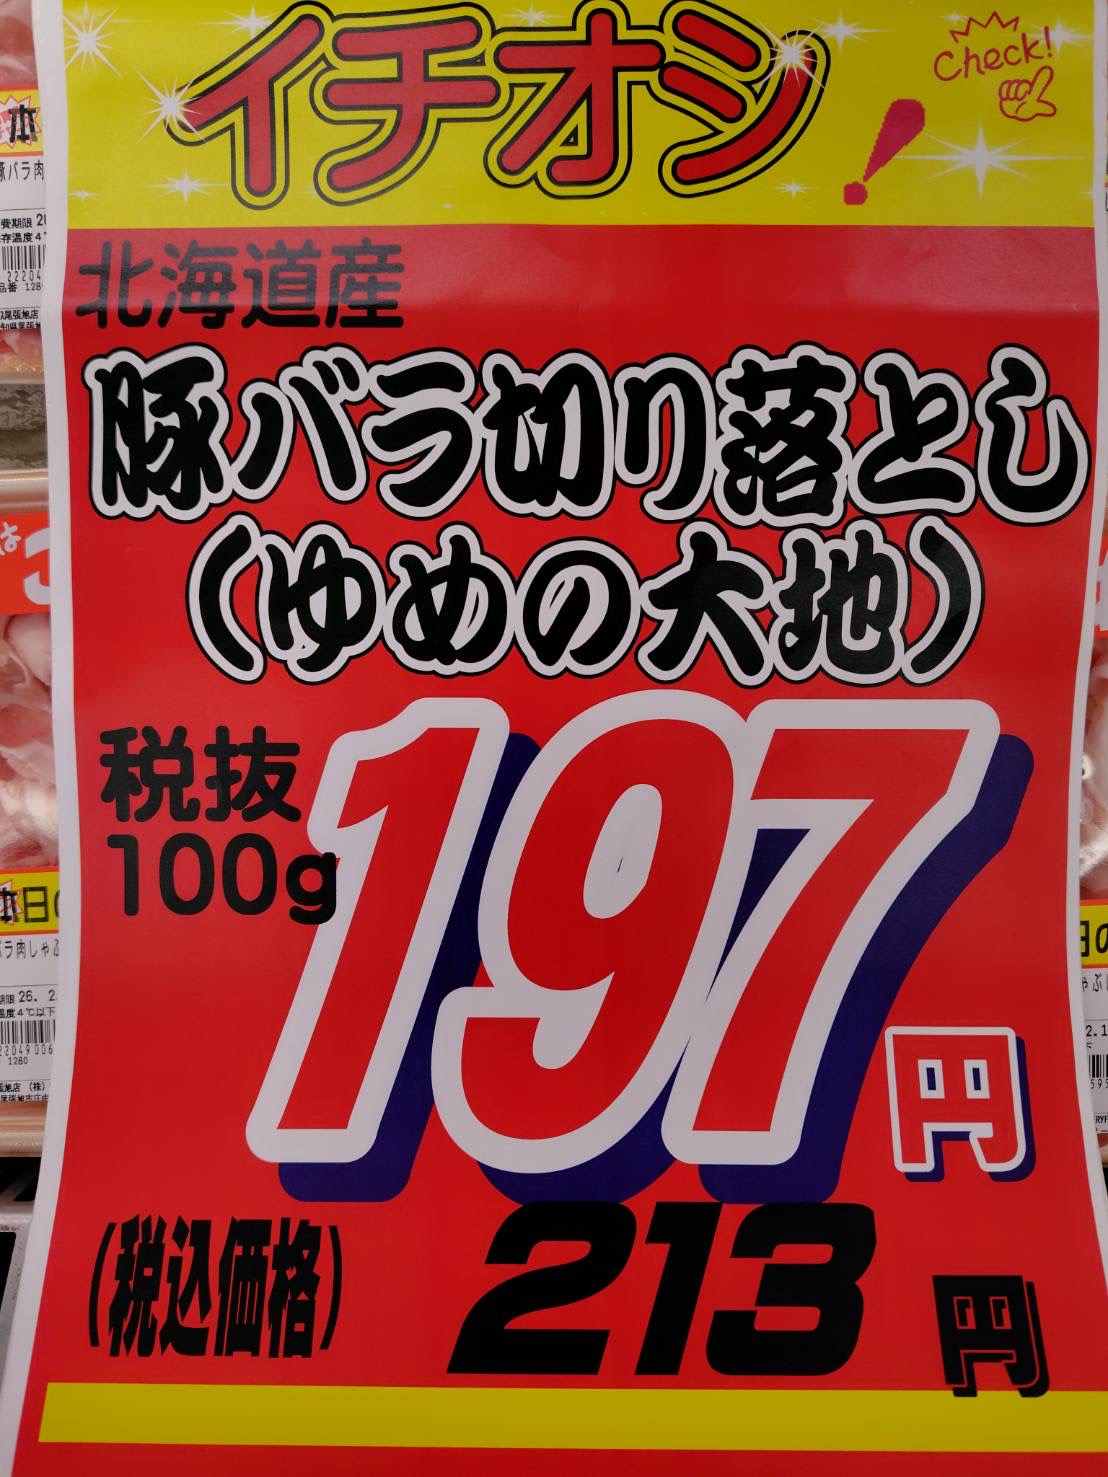 イチオシ!
Check!
北海道産
豚バラ切り落とし
(ゆめの大地)
税抜
100g
197円
(税込価格) 213円